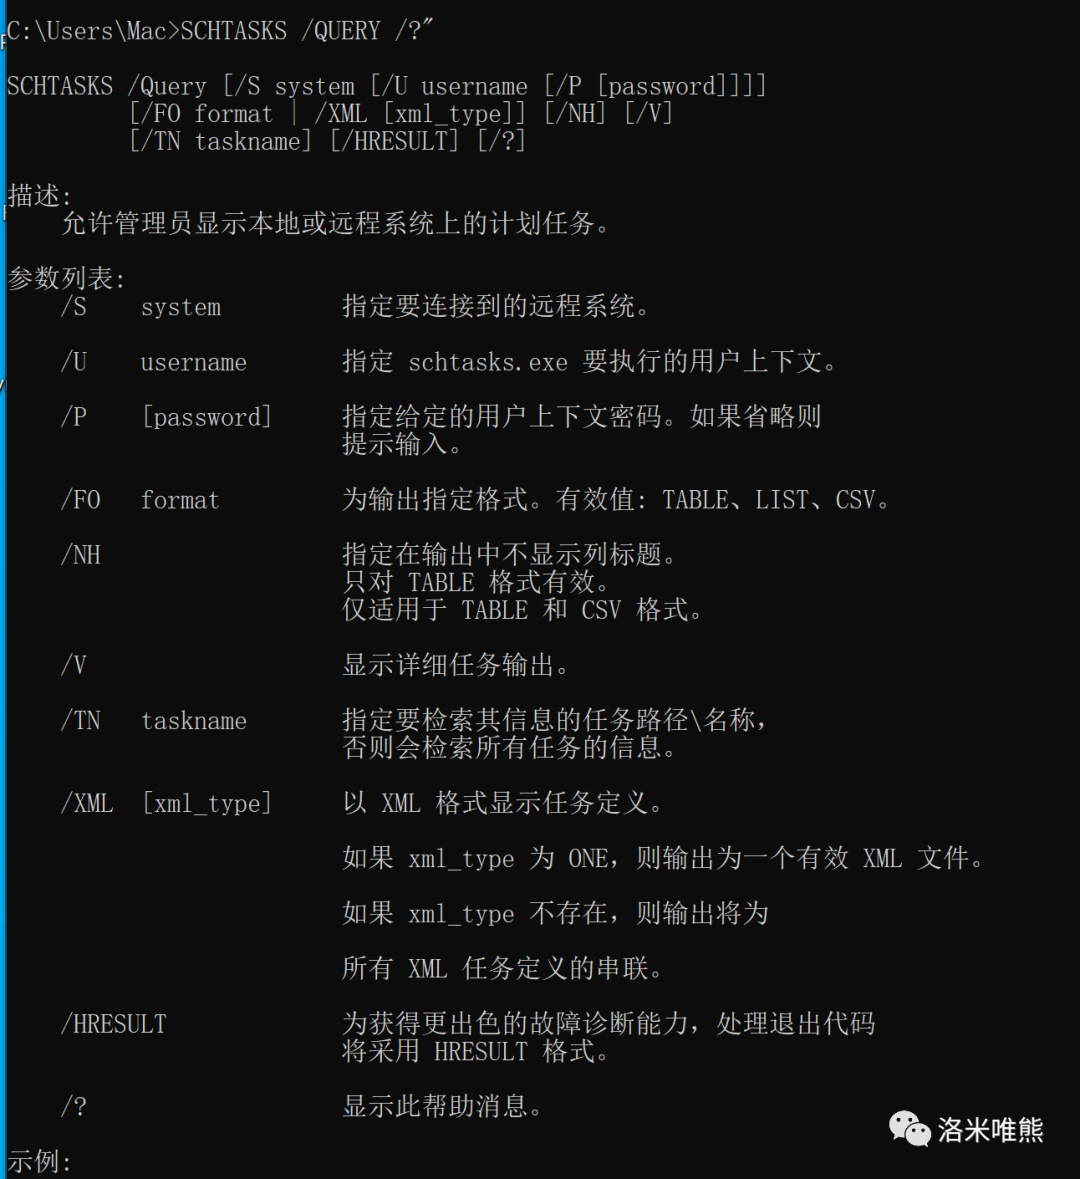 C:\Users\Mac>SCHTASKS /QUERY /?"
SCHTASKS /Query [/S system [/U username [/P [password]]]]
[/FO format | /XML [xml_type]] [/NH] [/V]
[/TN taskname] [/HRESULT] [/?]
描述:
允许管理员显示本地或远程系统上的计划任务。
参数列表:
/S system 指定要连接到的远程系统。
/U username 指定 schtasks.exe 要执行的用户上下文。
/P [password] 指定给定的用户上下文密码。如果省略则
提示输入。
/FO format 为输出指定格式。有效值: TABLE、LIST、CSV。
/NH 指定在输出中不显示列标题。
只对 TABLE 格式有效。
仅适用于 TABLE 和 CSV 格式。
/V 显示详细任务输出。
/TN taskname 指定要检索其信息的任务路径\名称，
否则会检索所有任务的信息。
/XML [xml_type] 以 XML 格式显示任务定义。
如果 xml_type 为 ONE，则输出为一个有效 XML 文件。
如果 xml_type 不存在，则输出将为
所有 XML 任务定义的串联。
/HRESULT 为获得更出色的故障诊断能力，处理退出代码
将采用 HRESULT 格式。
/? 显示此帮助消息。
洛米唯熊
示例: